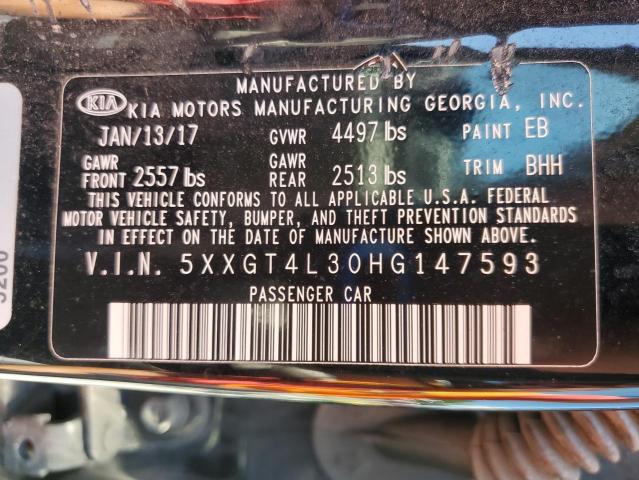 MANUFACTURED BY
KIA KIA MOTORS MANUFACTURING GEORGIA, INC.
JAN/13/17 GVWR 4497 lbs PAINT EB
GAWR FRONT 2557 lbs GAWR REAR 2513 lbs TRIM BHH
THIS VEHICLE CONFORMS TO ALL APPLICABLE U.S.A. FEDERAL
MOTOR VEHICLE SAFETY, BUMPER, AND THEFT PREVENTION STANDARDS
IN EFFECT ON THE DATE OF MANUFACTURE SHOWN ABOVE.
V.I.N. 5XXGT4L30HG147593
PASSENGER CAR